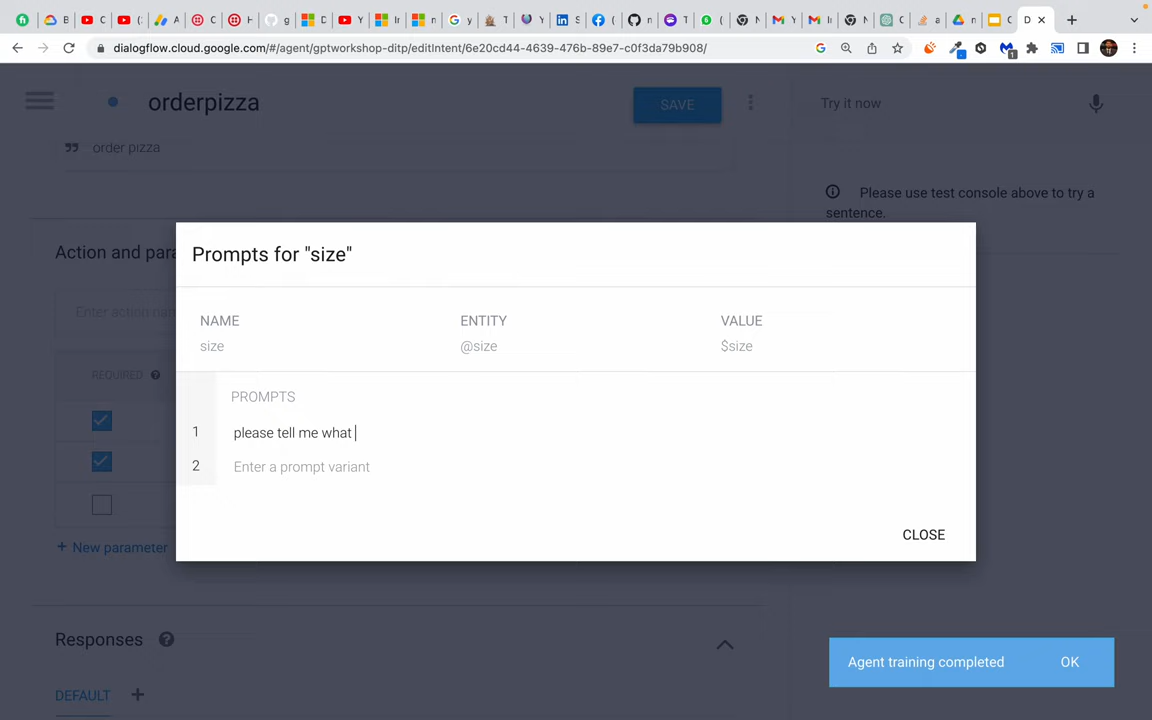 dialogflow.cloud.google.com/#/agent/gptworkshop-ditp/editIntent/6e20cd44-4639-476b-89e7-c0f3da79b908/
orderpizza
SAVE
Try it now
order pizza
Please use test console above to try a
sentence.
Action and para
Prompts for "size"
Enter action nam
NAME
ENTITY
VALUE
size
@size
$size
REQUIRED
PROMPTS
1
please tell me what
2
Enter a prompt variant
CLOSE
+ New parameter
Responses
Agent training completed
OK
DEFAULT